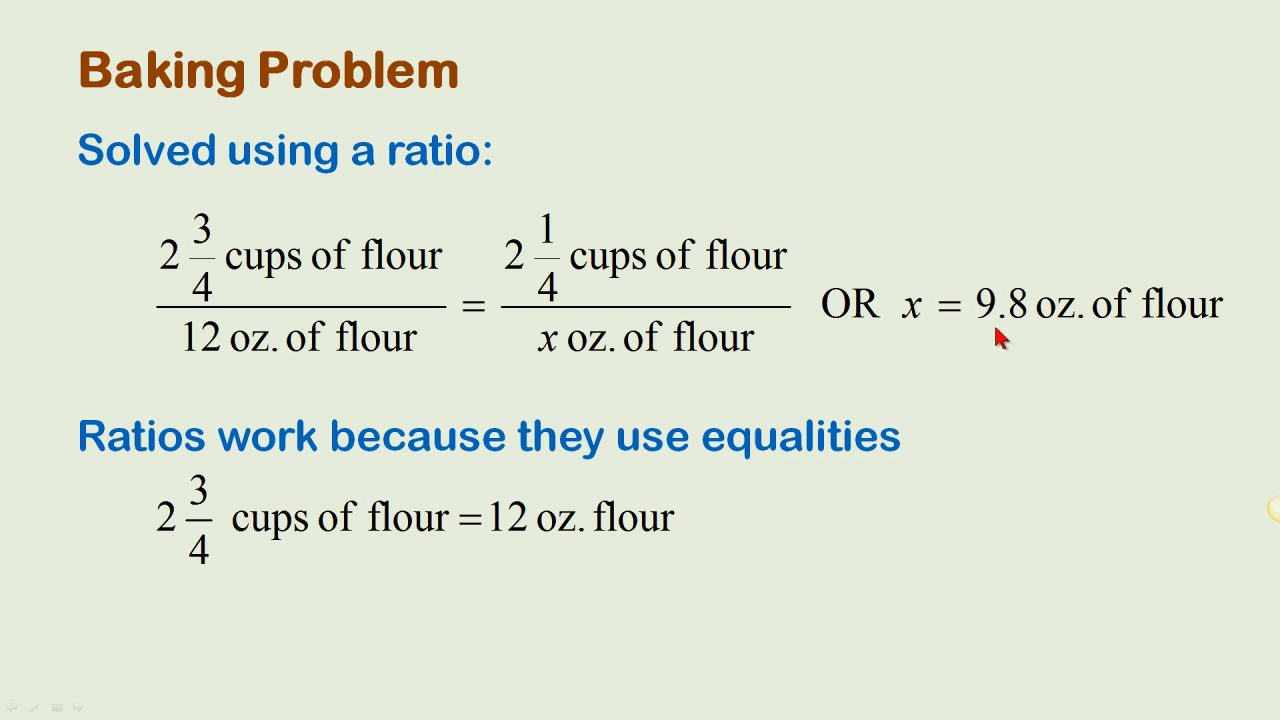 Baking Problem
Solved using a ratio:
2 3/4 cups of flour / 12 oz. of flour = 2 1/4 cups of flour / x oz. of flour OR x = 9.8 oz. of flour
Ratios work because they use equalities
2 3/4 cups of flour = 12 oz. flour